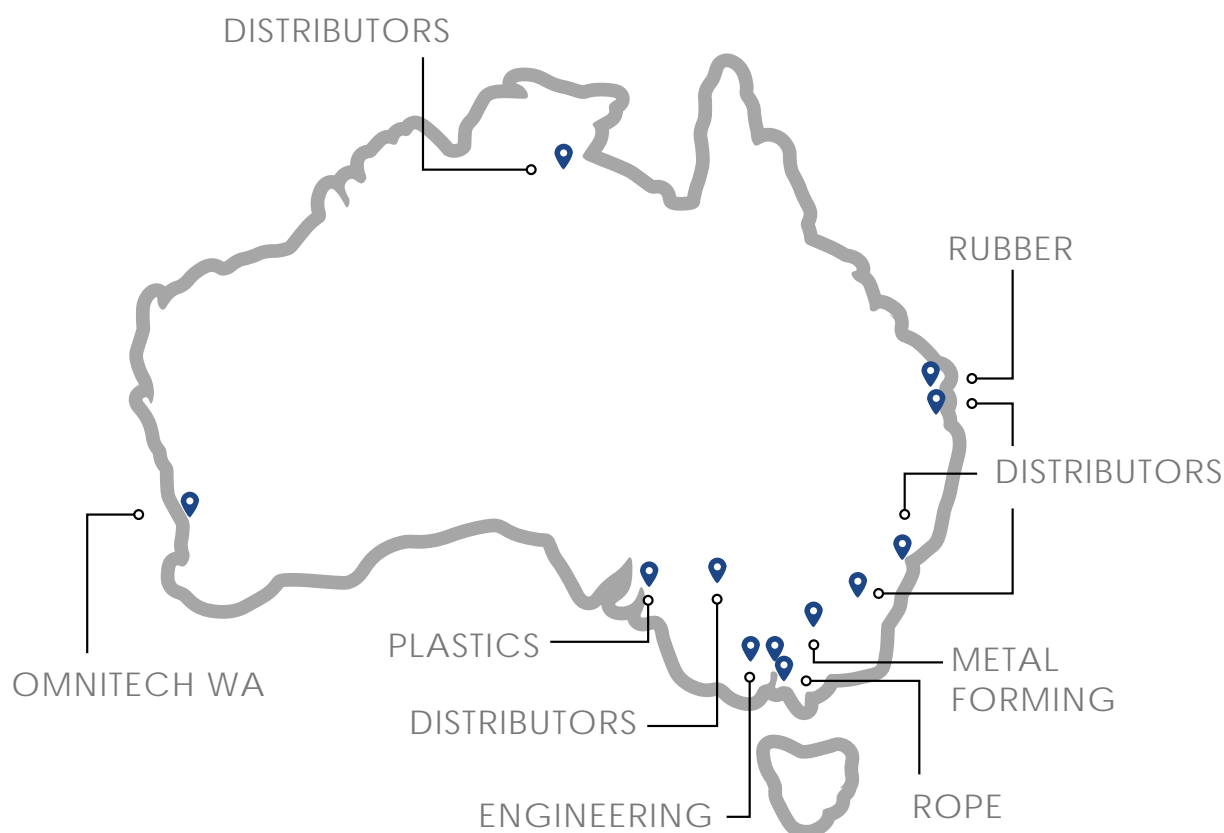 DISTRIBUTORS
RUBBER
DISTRIBUTORS
PLASTICS
METAL
FORMING
OMNITECH WA
DISTRIBUTORS
ENGINEERING
ROPE